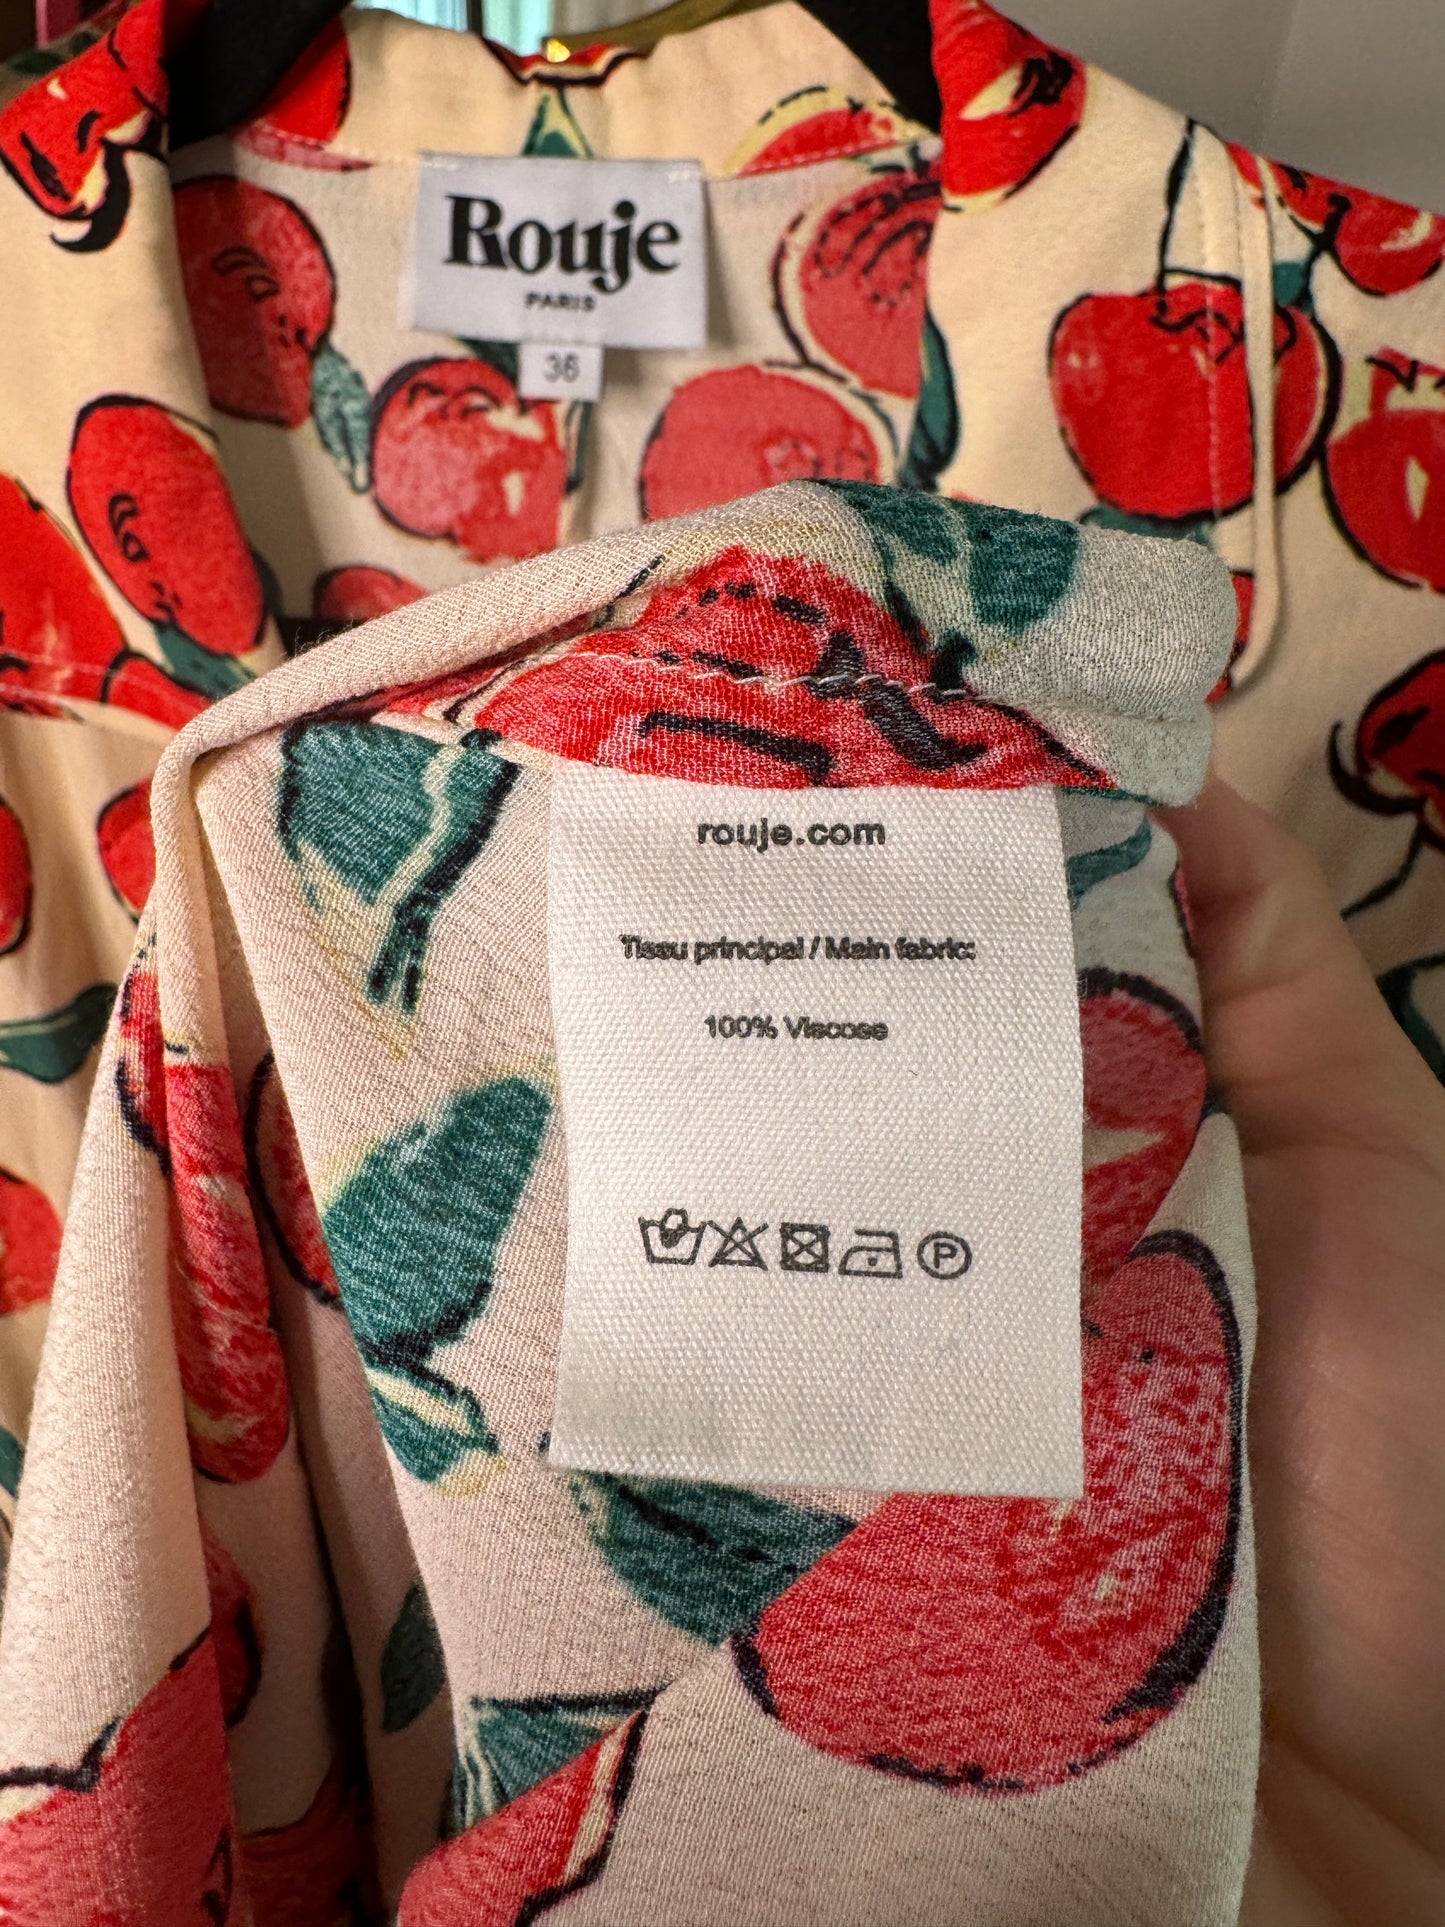 Rouje
PARIS
36
rouje.com
Tissu principal / Main fabric:
100% Viscose
P